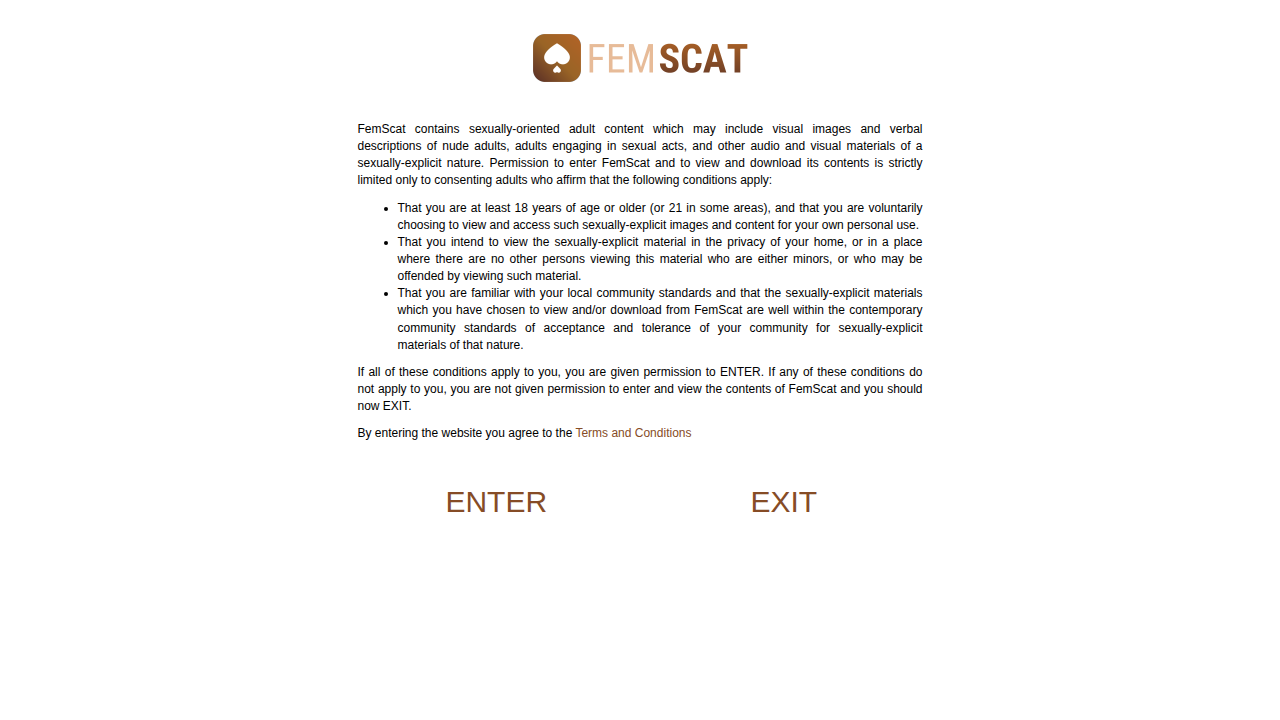 FEMSCAT
FemScat contains sexually-oriented adult content which may include visual images and verbal
descriptions of nude adults, adults engaging in sexual acts, and other audio and visual materials of a
sexually-explicit nature. Permission to enter FemScat and to view and download its contents is strictly
limited only to consenting adults who affirm that the following conditions apply:
• That you are at least 18 years of age or older (or 21 in some areas), and that you are voluntarily
choosing to view and access such sexually-explicit images and content for your own personal use.
• That you intend to view the sexually-explicit material in the privacy of your home, or in a place
where there are no other persons viewing this material who are either minors, or who may be
offended by viewing such material.
• That you are familiar with your local community standards and that the sexually-explicit materials
which you have chosen to view and/or download from FemScat are well within the contemporary
community standards of acceptance and tolerance of your community for sexually-explicit
materials of that nature.
If all of these conditions apply to you, you are given permission to ENTER. If any of these conditions do
not apply to you, you are not given permission to enter and view the contents of FemScat and you should
now EXIT.
By entering the website you agree to the Terms and Conditions
ENTER EXIT